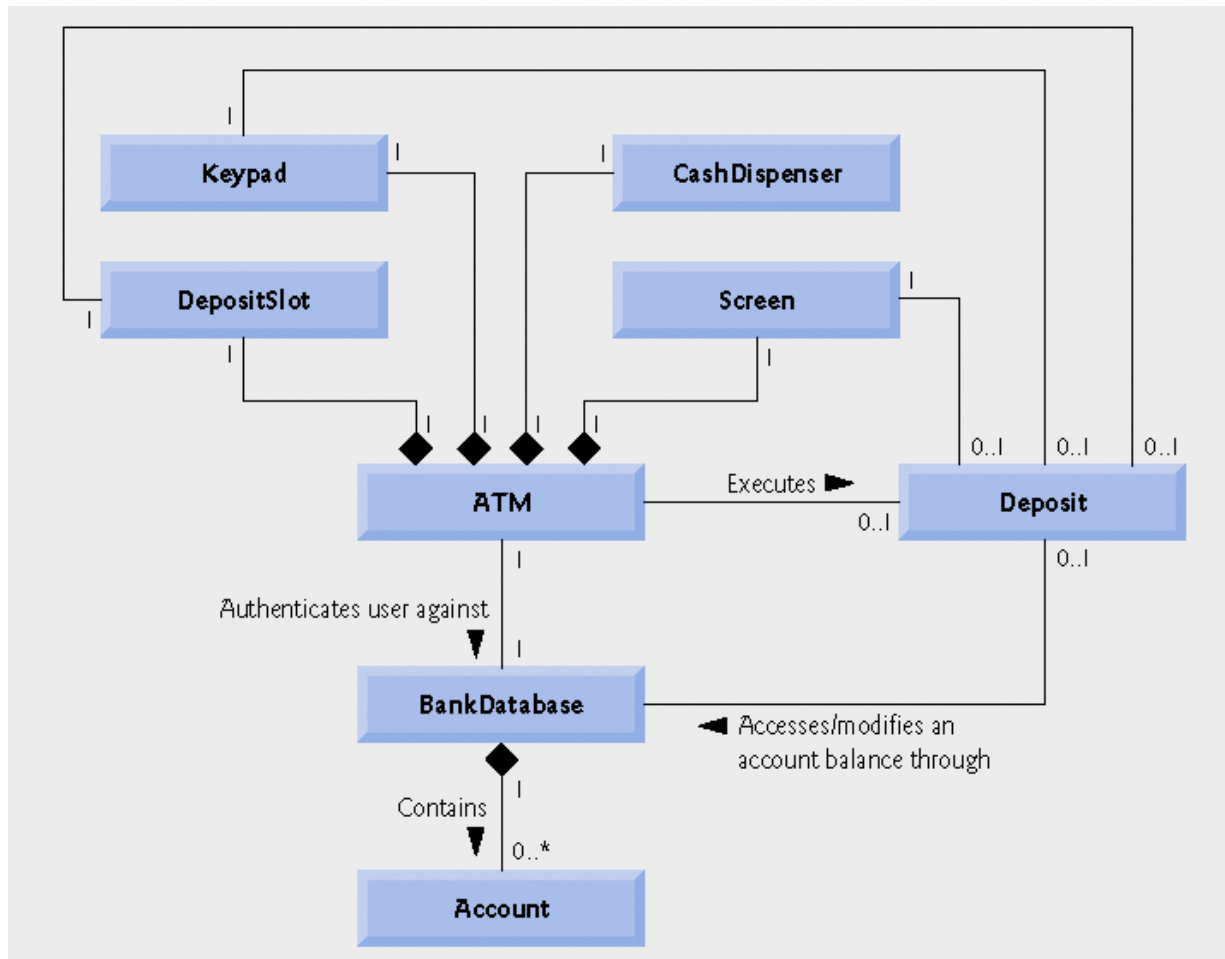 1
Keypad
1
1
CashDispenser
DepositSlot
1
1
Screen
1
1
1
1
1
1
0..1
0..1
0..1
ATM
Executes
0..1
Deposit
1
0..1
Authenticates user against
1
BankDatabase
Accesses/modifies an
account balance through
1
Contains
0..*
Account